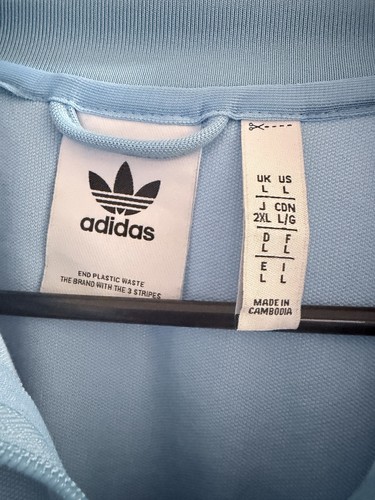 adidas
END PLASTIC WASTE
THE BRAND WITH THE 3 STRIPES
UK US
L L
J CDN
2XL L/G
D F
L L
E I
L L
MADE IN
CAMBODIA